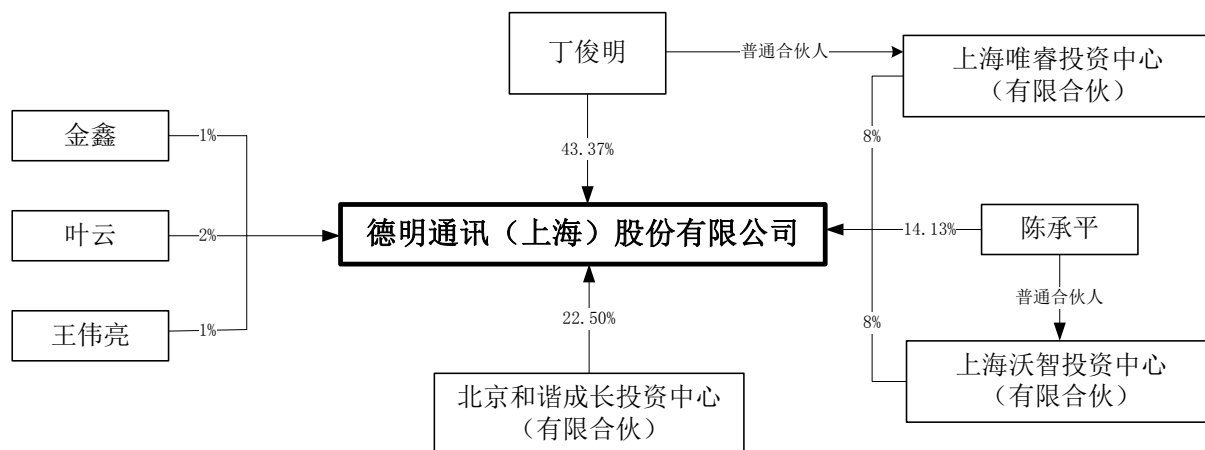 丁俊明
普通合伙人
上海唯睿投资中心
（有限合伙）
金鑫
1%
43.37%
8%
叶云
2%
德明通讯（上海）股份有限公司
14.13%
陈承平
普通合伙人
王伟亮
1%
22.50%
8%
北京和谐成长投资中心
（有限合伙）
上海沃智投资中心
（有限合伙）